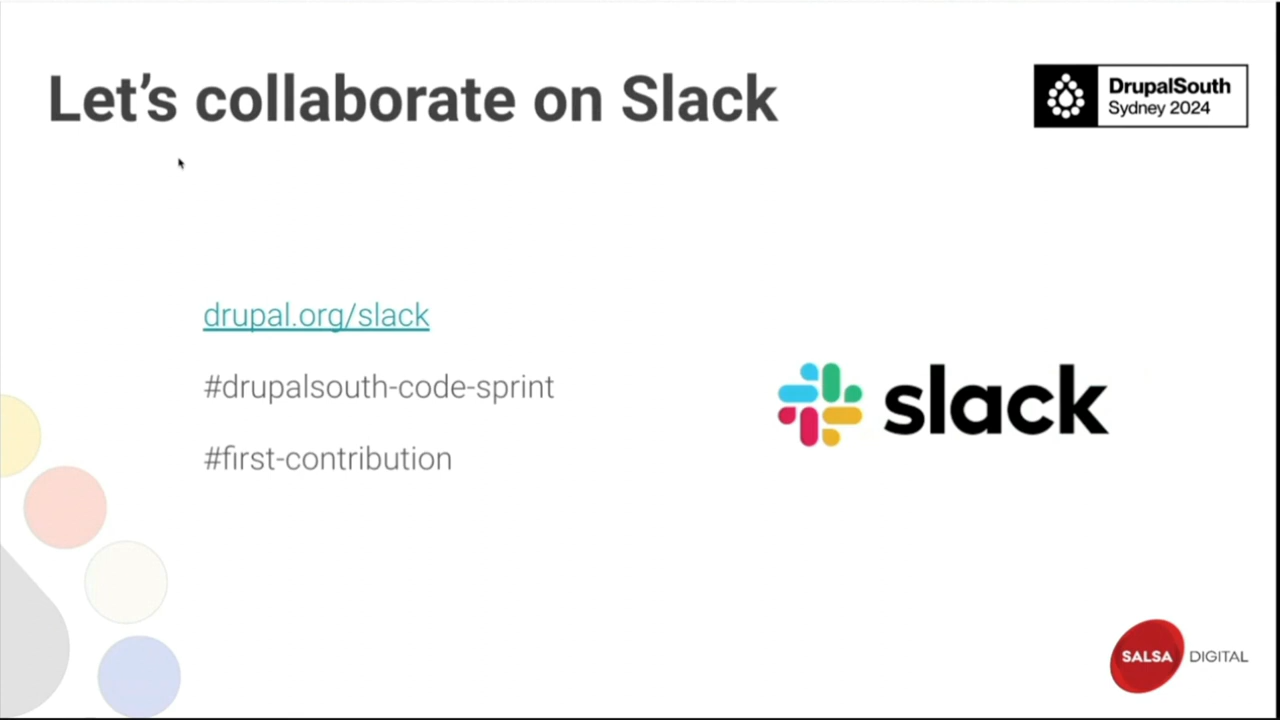 Let’s collaborate on Slack
DrupalSouth
Sydney 2024
drupal.org/slack
#drupalsouth-code-sprint
#first-contribution
slack
SALSA DIGITAL